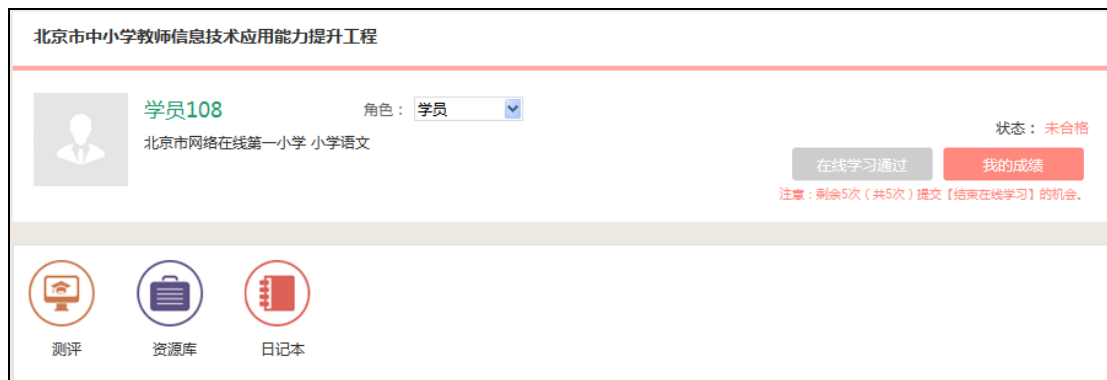 北京市中小学教师信息技术应用能力提升工程
学员108
角色： 学员
北京市网络在线第一小学 小学语文
状态： 未合格
在线学习通过 我的成绩
注意：剩余5次（共5次）提交【结束在线学习】的机会。
测评 资源库 日记本